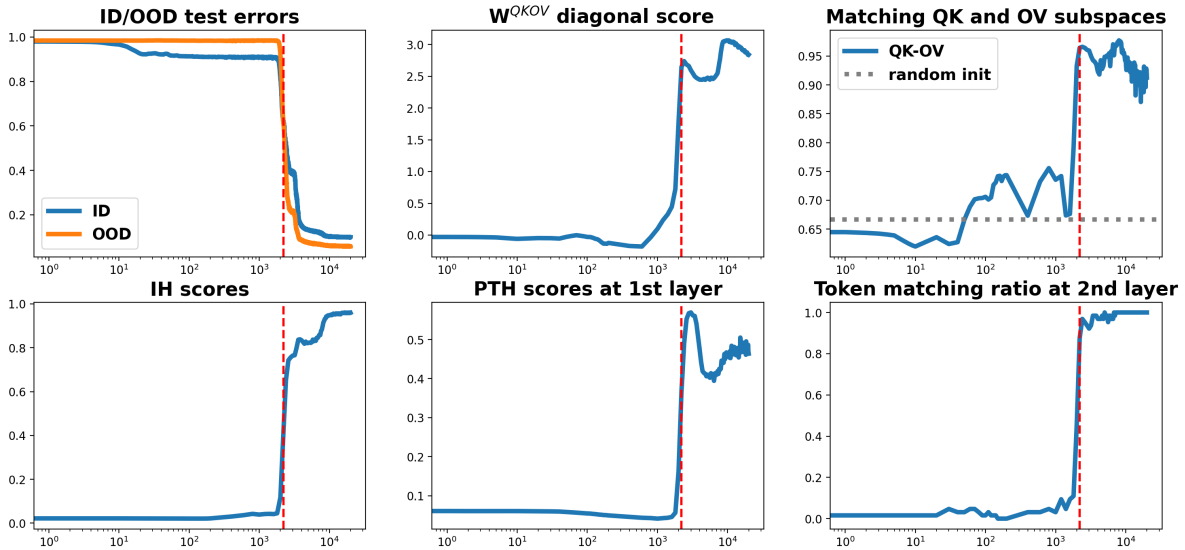 ID/OOD test errors
1.0
0.8
0.6
0.4
0.2
ID
OOD
10⁰ 10¹ 10² 10³ 10⁴
W^{QKOV} diagonal score
3.0
2.5
2.0
1.5
1.0
0.5
0.0
10⁰ 10¹ 10² 10³ 10⁴
Matching QK and OV subspaces
0.95
0.90
0.85
0.80
0.75
0.70
0.65
QK-OV
random init
10⁰ 10¹ 10² 10³ 10⁴
IH scores
1.0
0.8
0.6
0.4
0.2
0.0
10⁰ 10¹ 10² 10³ 10⁴
PTH scores at 1st layer
0.5
0.4
0.3
0.2
0.1
10⁰ 10¹ 10² 10³ 10⁴
Token matching ratio at 2nd layer
1.0
0.8
0.6
0.4
0.2
0.0
10⁰ 10¹ 10² 10³ 10⁴